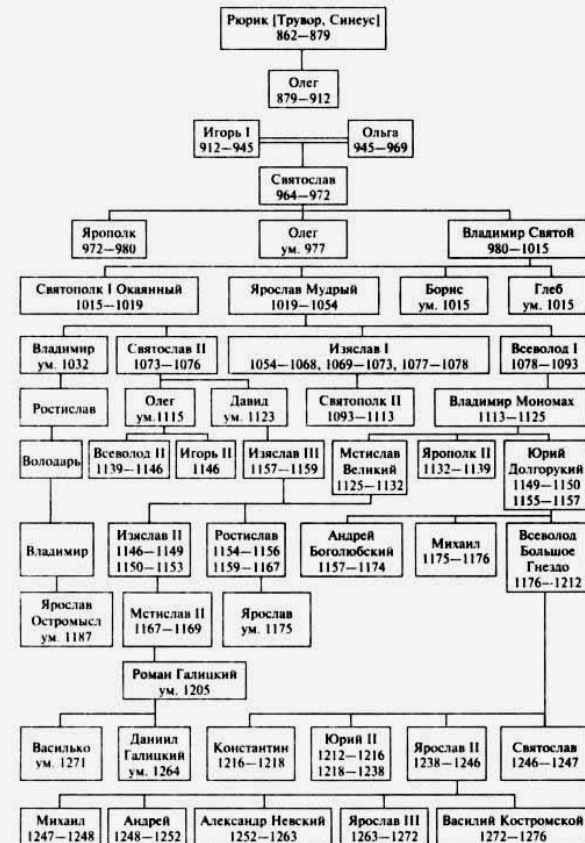 Рюрик [Трувор, Синеус]
862—879
Олег
879—912
Игорь I
912—945
Ольга
945—969
Святослав
964—972
Ярополк
972—980
Олег
ум. 977
Владимир Святой
980—1015
Святополк I Окаянный
1015—1019
Ярослав Мудрый
1019—1054
Борис
ум. 1015
Глеб
ум. 1015
Владимир
ум. 1032
Святослав II
1073—1076
Изяслав I
1054—1068, 1069—1073, 1077—1078
Всеволод I
1078—1093
Ростислав
Олег
ум.1115
Давид
ум. 1123
Святополк II
1093—1113
Владимир Мономах
1113—1125
Володарь
Всеволод II
1139—1146
Игорь II
1146
Изяслав III
1157—1159
Мстислав
Великий
1125—1132
Ярополк II
1132—1139
Юрий
Долгорукий
1149—1150
1155—1157
Владимир
Изяслав II
1146—1149
1150—1153
Ростислав
1154—1156
1159—1167
Андрей
Боголюбский
1157—1174
Михаил
1175—1176
Всеволод
Большое
Гнездо
1176—1212
Ярослав
Остромысл
ум. 1187
Мстислав II
1167—1169
Ярослав
ум. 1175
Роман Галицкий
ум. 1205
Василько
ум. 1271
Даниил
Галицкий
ум. 1264
Константин
1216—1218
Юрий II
1212—1216
1218—1238
Ярослав II
1238—1246
Святослав
1246—1247
Михаил
1247—1248
Андрей
1248—1252
Александр Невский
1252—1263
Ярослав III
1263—1272
Василий Костромской
1272—1276